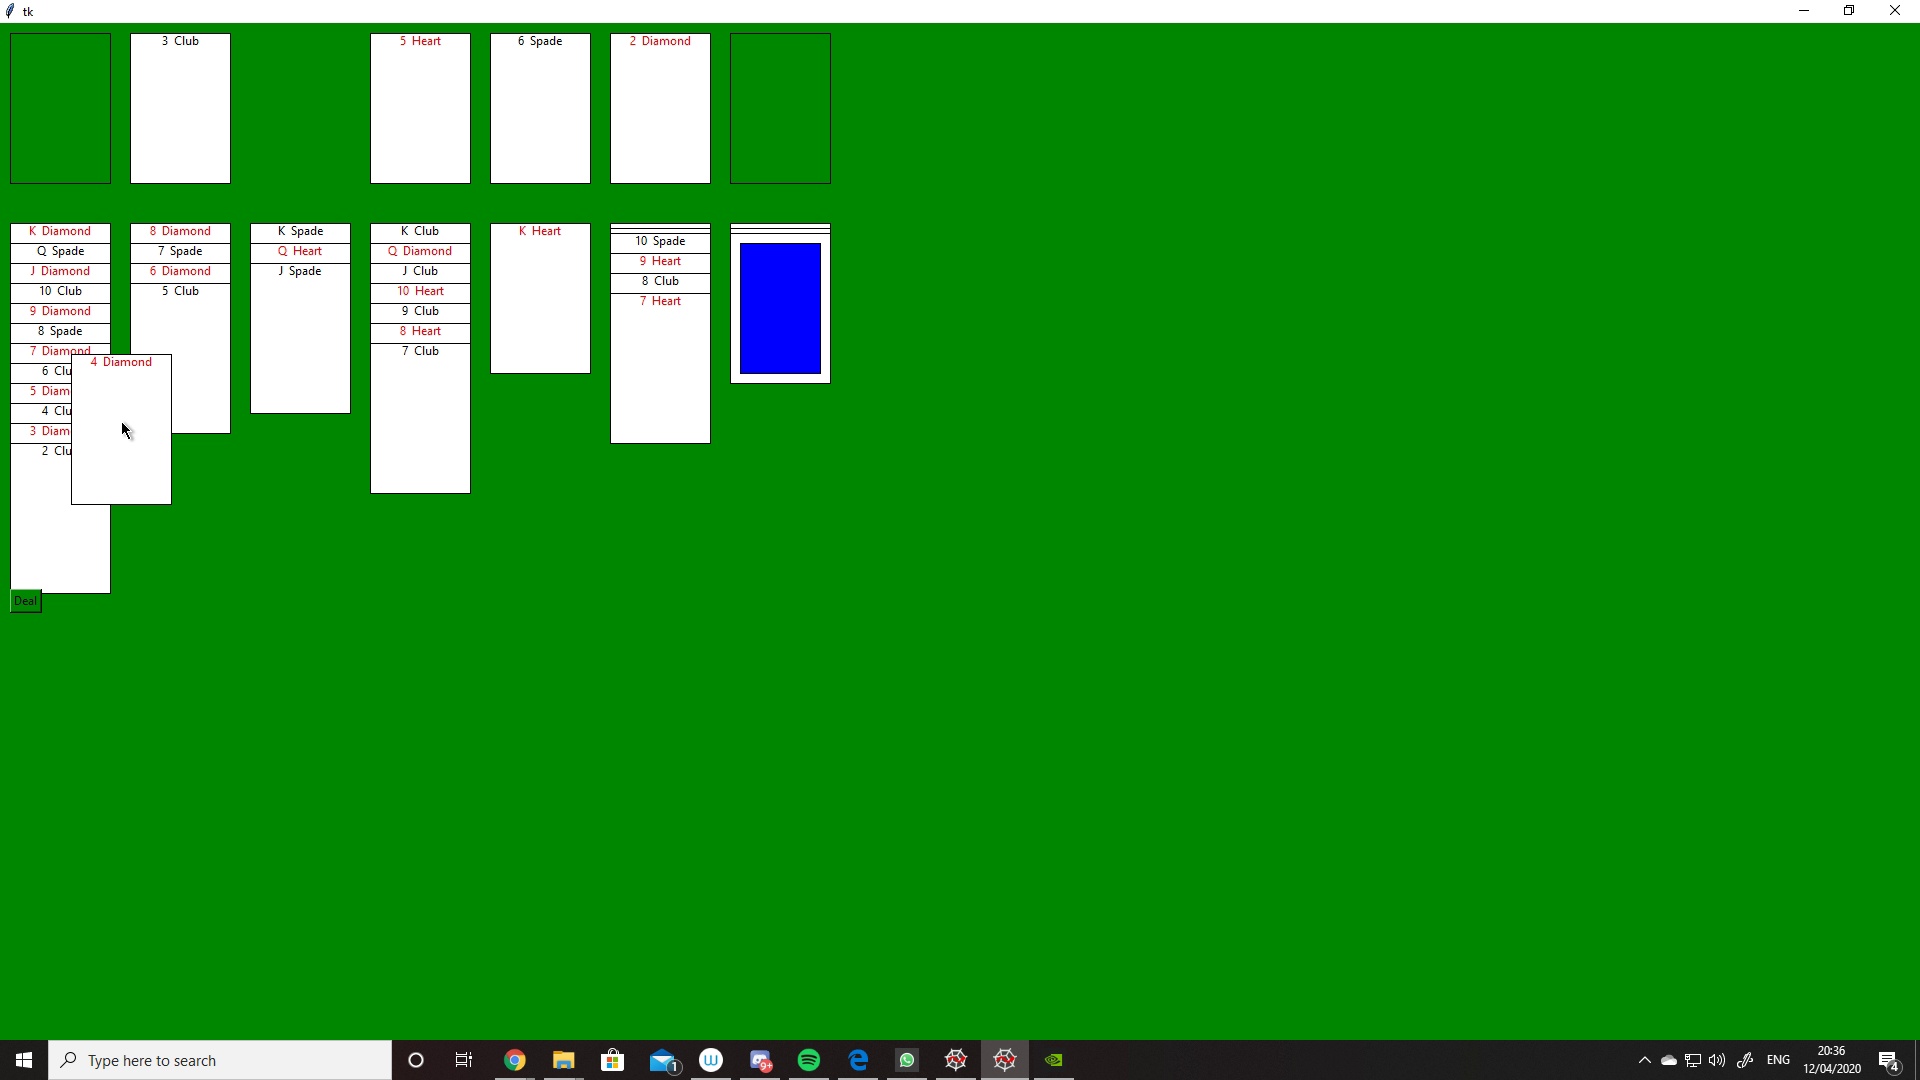 tk
3 Club
5 Heart
6 Spade
2 Diamond
K Diamond
Q Spade
J Diamond
10 Club
9 Diamond
8 Spade
7 Diamond
6 Clu
5 Diam
4 Clu
3 Diam
2 Clu
4 Diamond
8 Diamond
7 Spade
6 Diamond
5 Club
K Spade
Q Heart
J Spade
K Club
Q Diamond
J Club
10 Heart
9 Club
8 Heart
7 Club
K Heart
10 Spade
9 Heart
8 Club
7 Heart
Deal
Type here to search
1
W
9+
ENG
20:36
12/04/2020
4